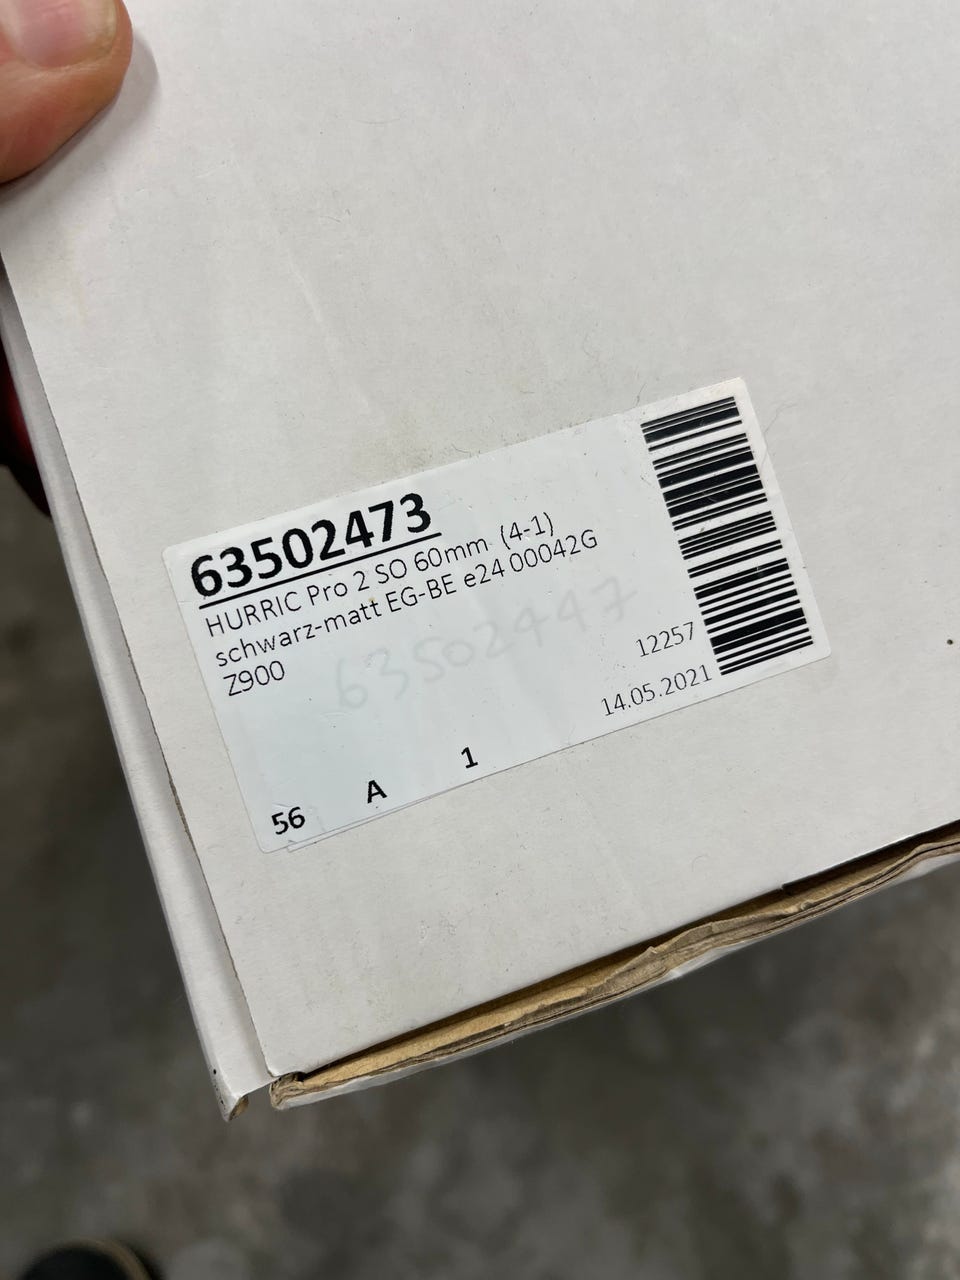 63502473
HURRIC Pro 2 SO 60mm (4-1)
schwarz-matt EG-BE e24 00042G
Z900
63502447
12257
14.05.2021
56 A 1